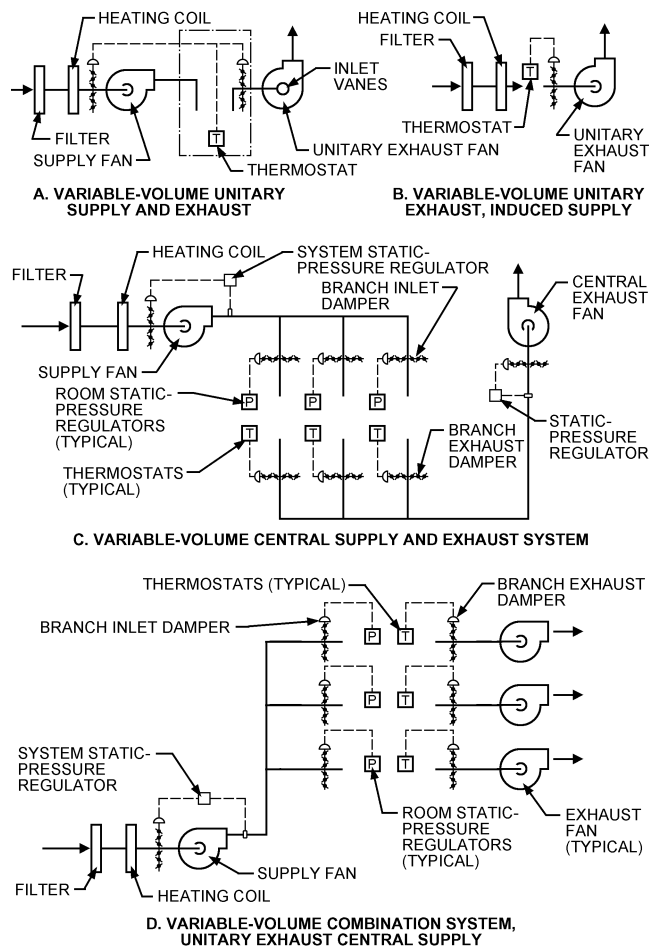 HEATING COIL
FILTER
SUPPLY FAN
T
THERMOSTAT
INLET
VANES
UNITARY EXHAUST FAN
A. VARIABLE-VOLUME UNITARY
SUPPLY AND EXHAUST
HEATING COIL
FILTER
T
THERMOSTAT
UNITARY
EXHAUST
FAN
B. VARIABLE-VOLUME UNITARY
EXHAUST, INDUCED SUPPLY
HEATING COIL
FILTER
SYSTEM STATIC-
PRESSURE REGULATOR
BRANCH INLET
DAMPER
CENTRAL
EXHAUST
FAN
SUPPLY FAN
ROOM STATIC-
PRESSURE
REGULATORS
(TYPICAL)
P P P
T T T
THERMOSTATS
(TYPICAL)
BRANCH
EXHAUST
DAMPER
STATIC-
PRESSURE
REGULATOR
C. VARIABLE-VOLUME CENTRAL SUPPLY AND EXHAUST SYSTEM
THERMOSTATS (TYPICAL)
BRANCH EXHAUST
DAMPER
BRANCH INLET DAMPER
P T
P T
P T
SYSTEM STATIC-
PRESSURE
REGULATOR
ROOM STATIC-
PRESSURE
REGULATORS
(TYPICAL)
EXHAUST
FAN
(TYPICAL)
SUPPLY FAN
FILTER
HEATING COIL
D. VARIABLE-VOLUME COMBINATION SYSTEM,
UNITARY EXHAUST CENTRAL SUPPLY